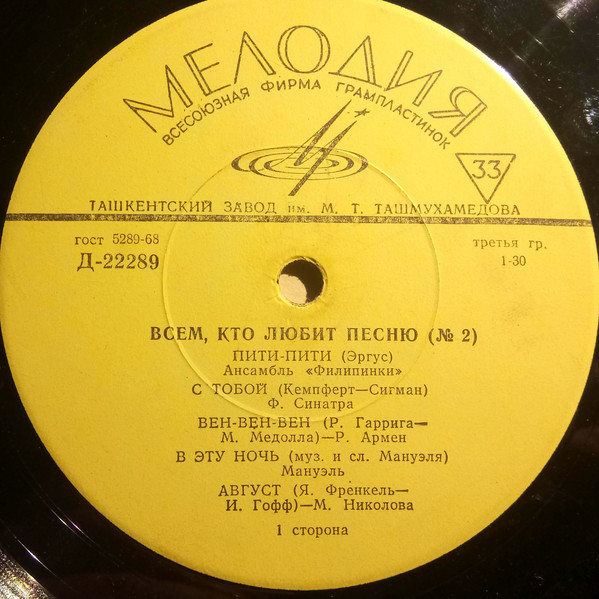 МЕЛОДИЯ
ВСЕСОЮЗНАЯ ФИРМА ГРАМПЛАСТИНОК
33
ТАШКЕНТСКИЙ ЗАВОД им. М. Т. ТАШМУХАМЕДОВА
гост 5289-68
третья гр.
Д-22289
1-30
ВСЕМ, КТО ЛЮБИТ ПЕСНЮ (№ 2)
ПИТИ-ПИТИ (Эргус)
Ансамбль «Филипинки»
С ТОБОЙ (Кемпферт—Сигман)
Ф. Синатра
ВЕН-ВЕН-ВЕН (Р. Гаррига—
М. Медолла)—Р. Армен
В ЭТУ НОЧЬ (муз. и сл. Мануэля)
Мануэль
АВГУСТ (Я. Френкель—
И. Гофф)—М. Николова
1 сторона